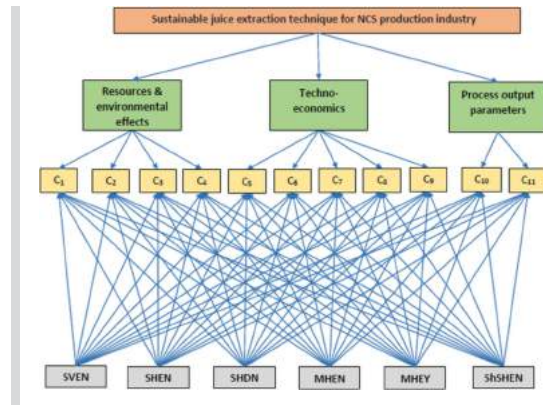 Sustainable juice extraction technique for NCS production industry
Resources &
environmental
effects
Techno-
economics
Process output
parameters
C1 C2 C3 C4 C5 C6 C7 C8 C9 C10 C11
SVEN SHEN SHDN MHEN MHEY ShSHEN